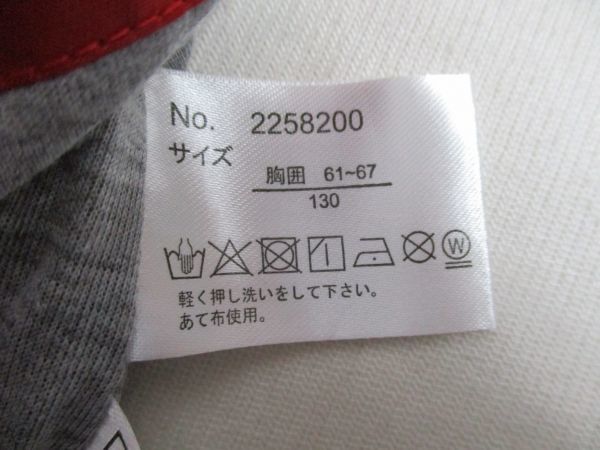 No. 2258200
サイズ
胸囲 61~67
130
W
軽く押し洗いをして下さい。
あて布使用。